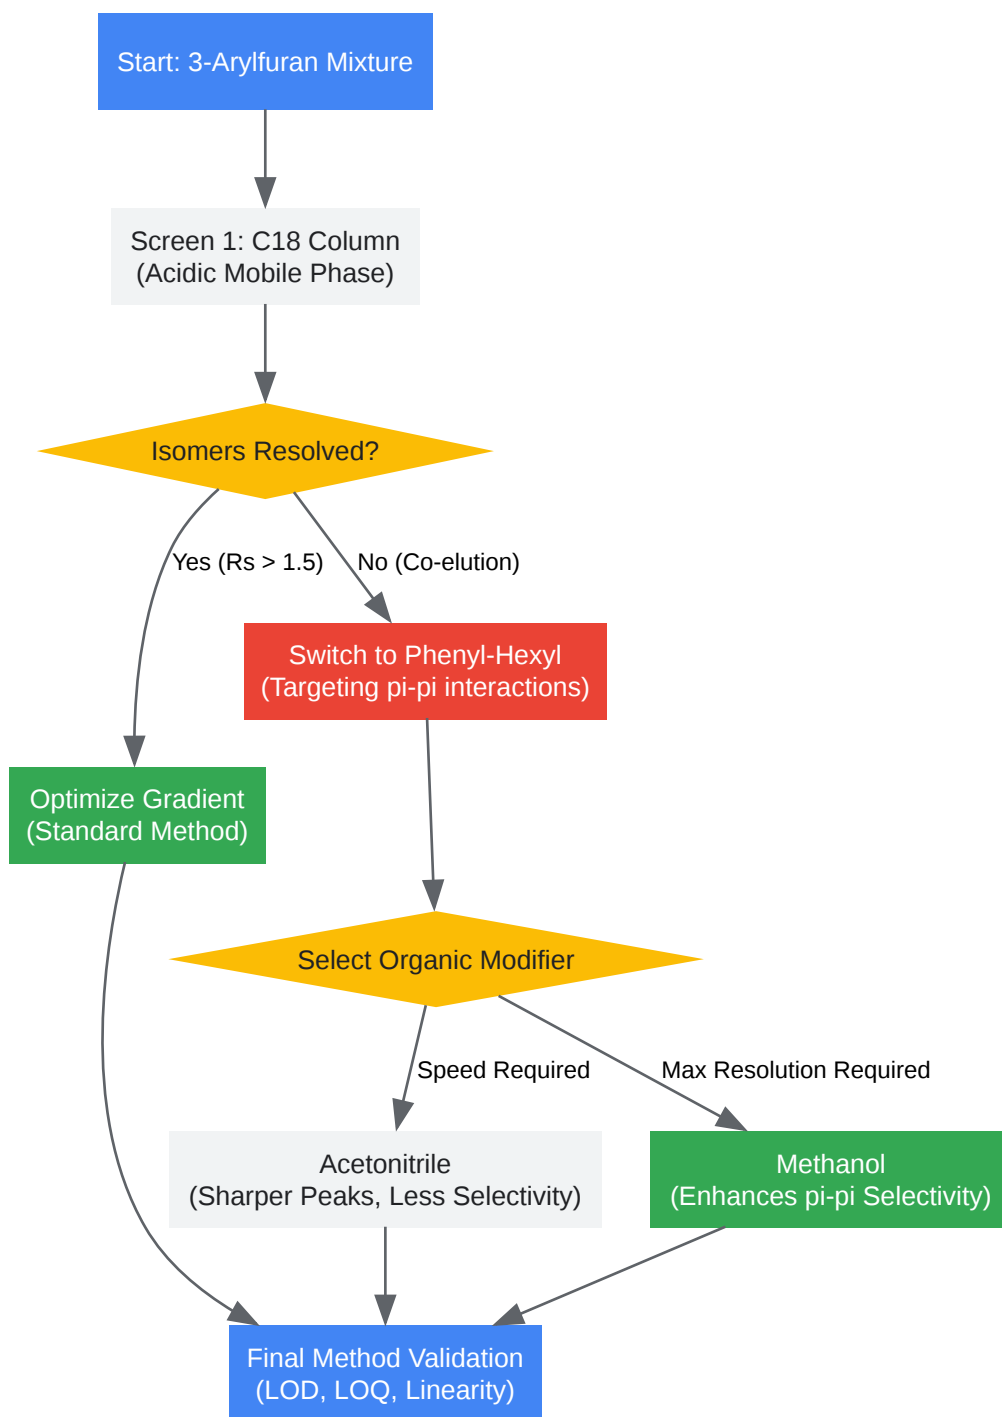 Start: 3-Arylfuran Mixture
Screen 1: C18 Column
(Acidic Mobile Phase)
Isomers Resolved?
Yes (Rs > 1.5)
No (Co-elution)
Switch to Phenyl-Hexyl
(Targeting pi-pi interactions)
Optimize Gradient
(Standard Method)
Select Organic Modifier
Speed Required
Max Resolution Required
Acetonitrile
(Sharper Peaks, Less Selectivity)
Methanol
(Enhances pi-pi Selectivity)
Final Method Validation
(LOD, LOQ, Linearity)